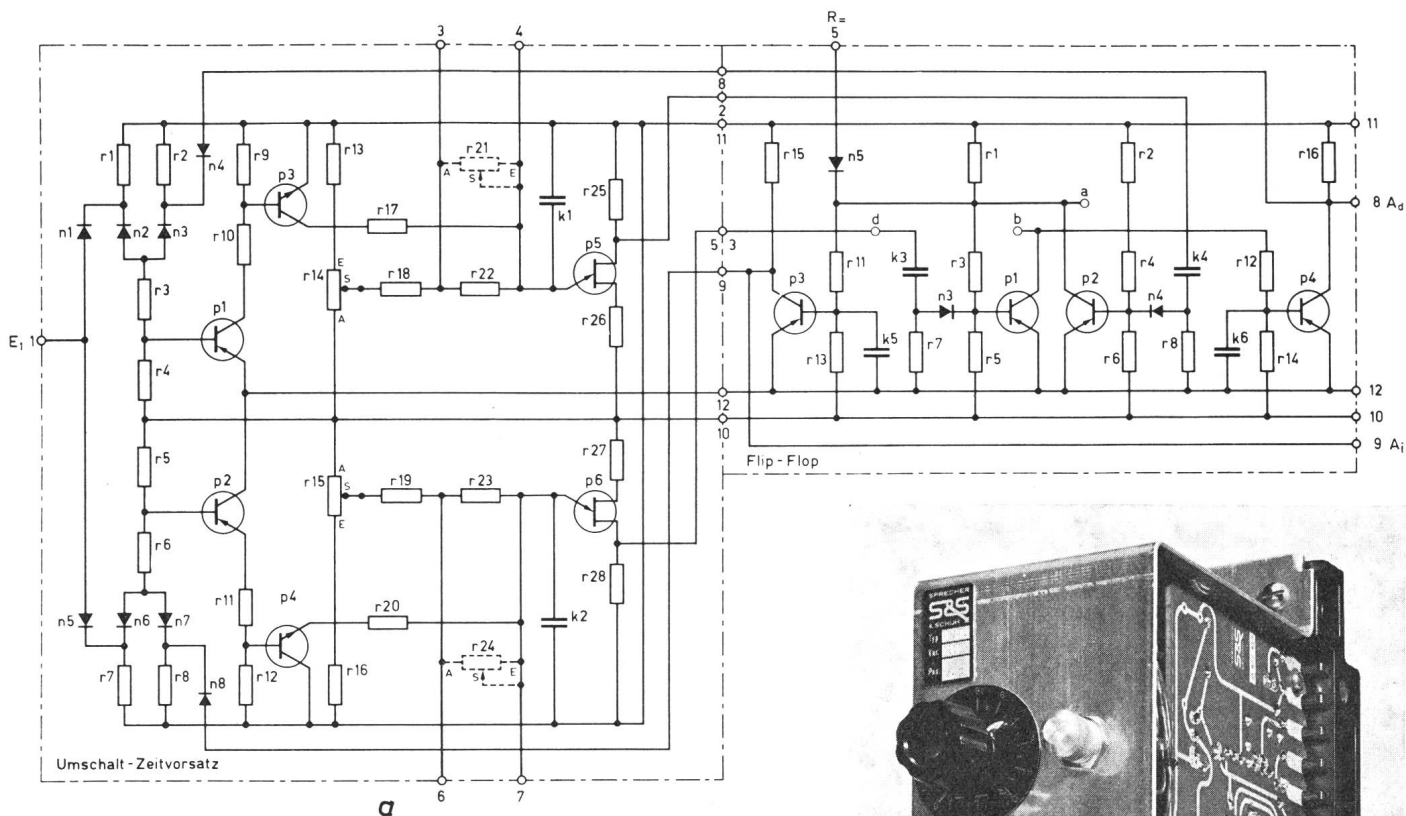 R=
3 4 5
8
2
11 11
r1 r2 n4 r9 p3 r13 r21 A S E k1 r25 r15 n5 r1 r2 r16
a
8 Ad
n1 n2 n3 r10 r17 p5 d b
5 3
9
r3 r14 E S A r18 r22 r26 p3 r11 k3 r3 p1 p2 r4 k4 r12 p4
n3 n4
E1 1 p1
r4 r13 k5 r7 r5 r6 r8 k6 r14
12 12
10 10
9 Ai
Flip-Flop
r5 p2 r15 A S E r19 r23 r27 p6
r6 r28
n5 n6 n7 r11 p4 r20 k2
r7 r8 n8 r12 r16 r24 A S E
Umschalt-Zeitvorsatz
6 7
a
SPRECHER
S&S
& SCHUH
Typ